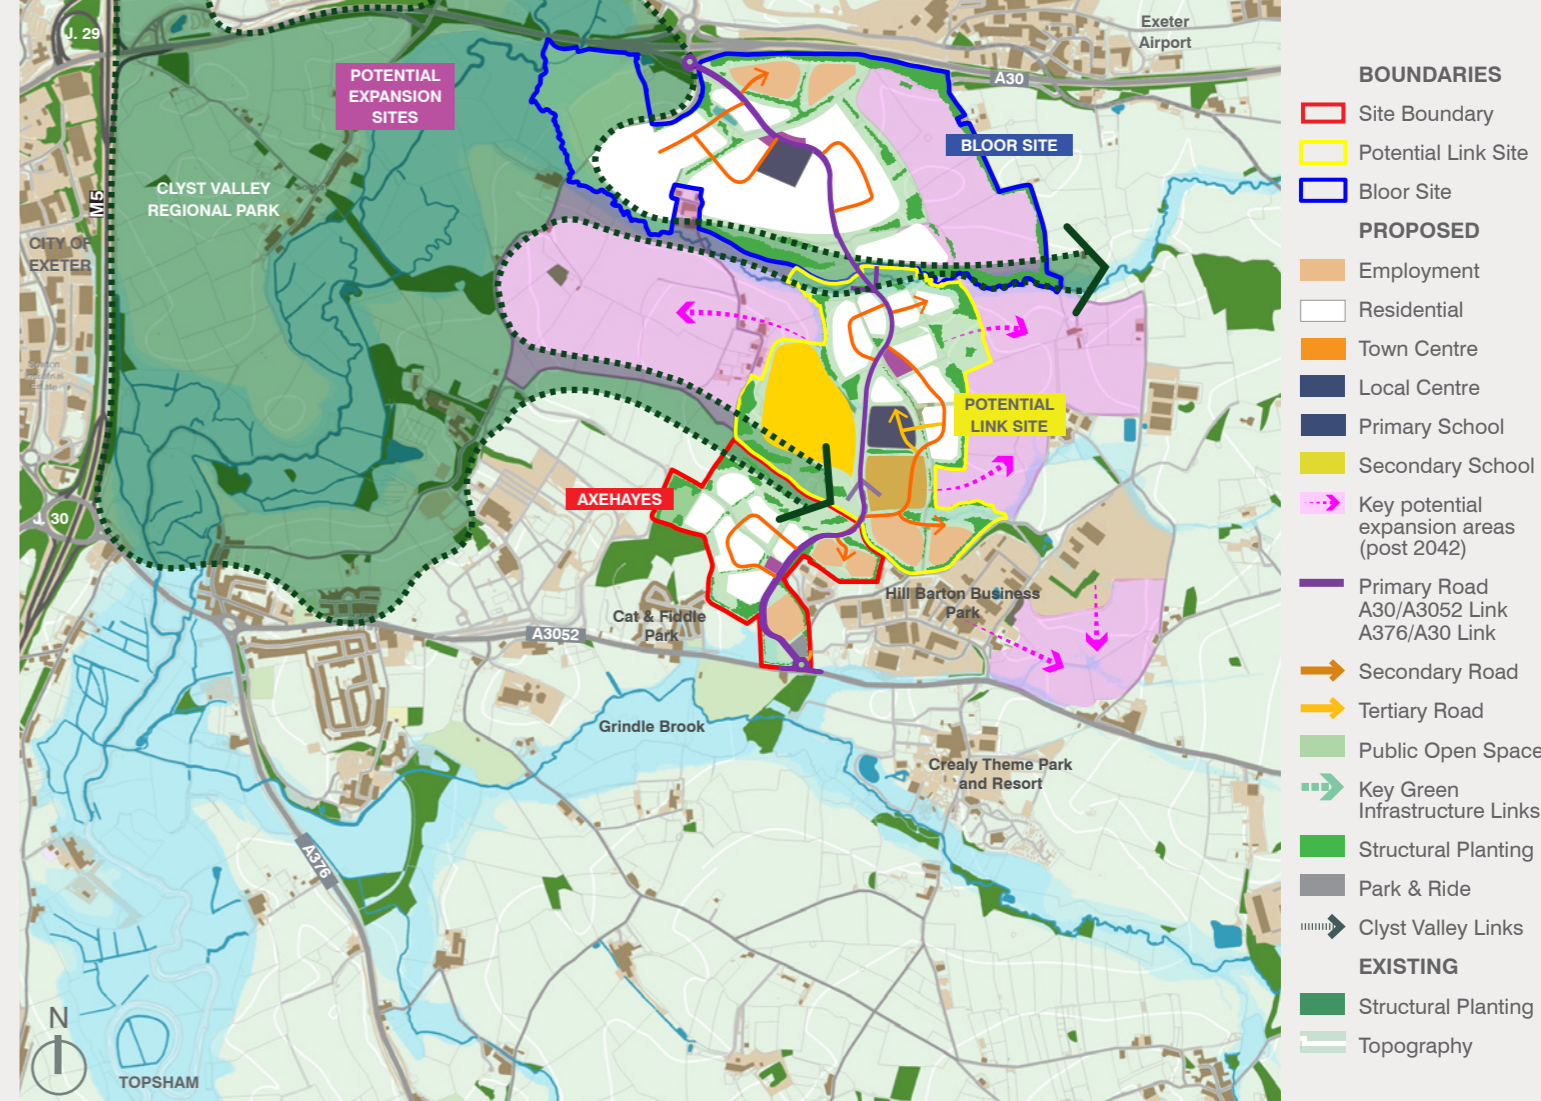 J. 29
POTENTIAL
EXPANSION
SITES
Exeter
Airport
A30
BLOOR SITE
CLYST VALLEY
REGIONAL PARK
M5
CITY OF
EXETER
POTENTIAL
LINK SITE
AXEHAYES
J. 30
Hill Barton Business
Park
Cat & Fiddle
Park
A3052
Grindle Brook
Crealy Theme Park
and Resort
A376
N
TOPSHAM
BOUNDARIES
Site Boundary
Potential Link Site
Bloor Site
PROPOSED
Employment
Residential
Town Centre
Local Centre
Primary School
Secondary School
Key potential
expansion areas
(post 2042)
Primary Road
A30/A3052 Link
A376/A30 Link
Secondary Road
Tertiary Road
Public Open Space
Key Green
Infrastructure Links
Structural Planting
Park & Ride
Clyst Valley Links
EXISTING
Structural Planting
Topography